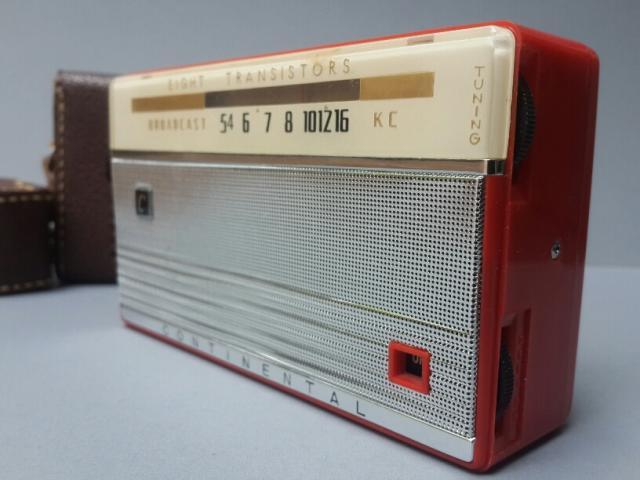 EIGHT TRANSISTORS
BROADCAST 54 6 7 8 10 12 16 KC
TUNING
C
CONTINENTAL